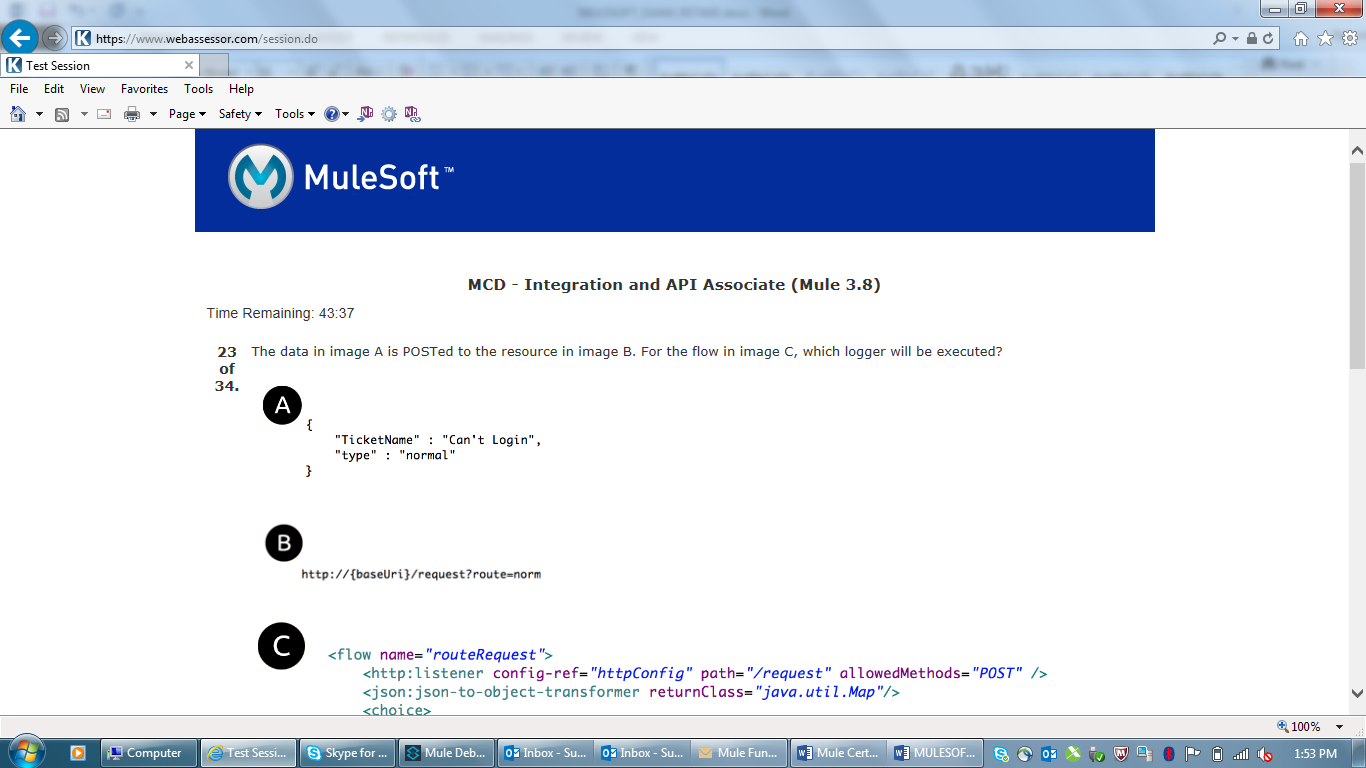 https://www.webassessor.com/session.do
Test Session
File Edit View Favorites Tools Help
Page Safety Tools
MuleSoft™
MCD - Integration and API Associate (Mule 3.8)
Time Remaining: 43:37
23 of 34.
The data in image A is POSTed to the resource in image B. For the flow in image C, which logger will be executed?
A
{
"TicketName" : "Can't Login",
"type" : "normal"
}
B
http://{baseUri}/request?route=norm
C
<flow name="routeRequest">
<http:listener config-ref="httpConfig" path="/request" allowedMethods="POST" />
<json:json-to-object-transformer returnClass="java.util.Map"/>
<choice>
100%
Computer
Test Sessi...
Skype for ...
Mule Deb...
Inbox - Su...
Inbox - Su...
Mule Fun...
Mule Cert...
MULESOF...
1:53 PM